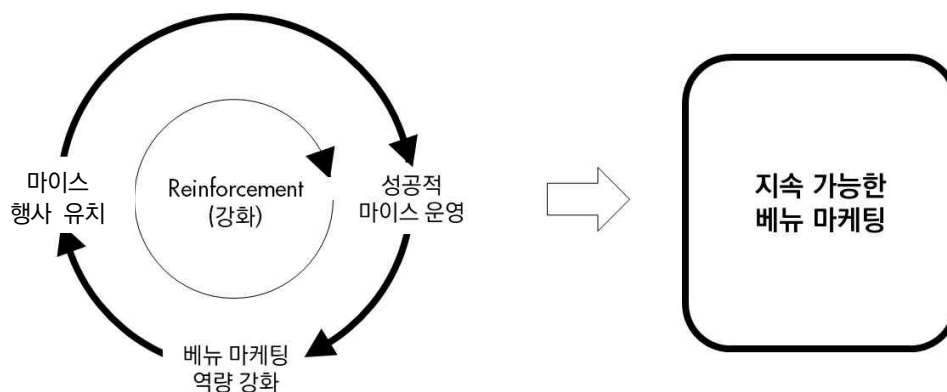 마이스
행사 유치
Reinforcement
(강화)
성공적
마이스 운영
베뉴 마케팅
역량 강화
지속 가능한
베뉴 마케팅